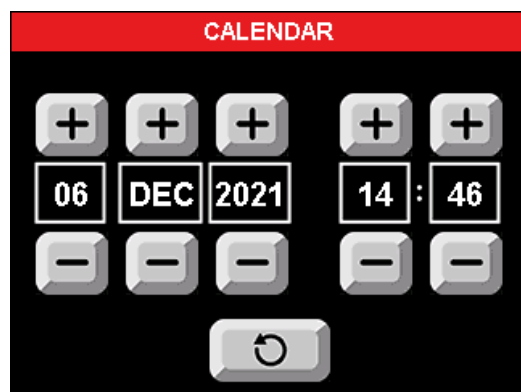 CALENDAR
+ + + + +
06 DEC 2021 14 : 46
− − − − −